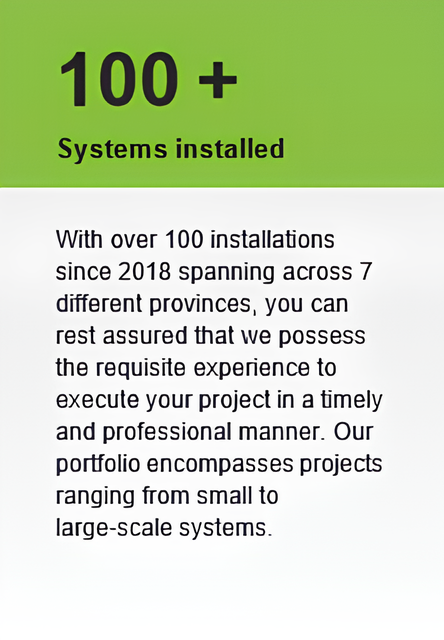 100 +
Systems installed
With over 100 installations
since 2018 spanning across 7
different provinces, you can
rest assured that we possess
the requisite experience to
execute your project in a timely
and professional manner. Our
portfolio encompasses projects
ranging from small to
large-scale systems.